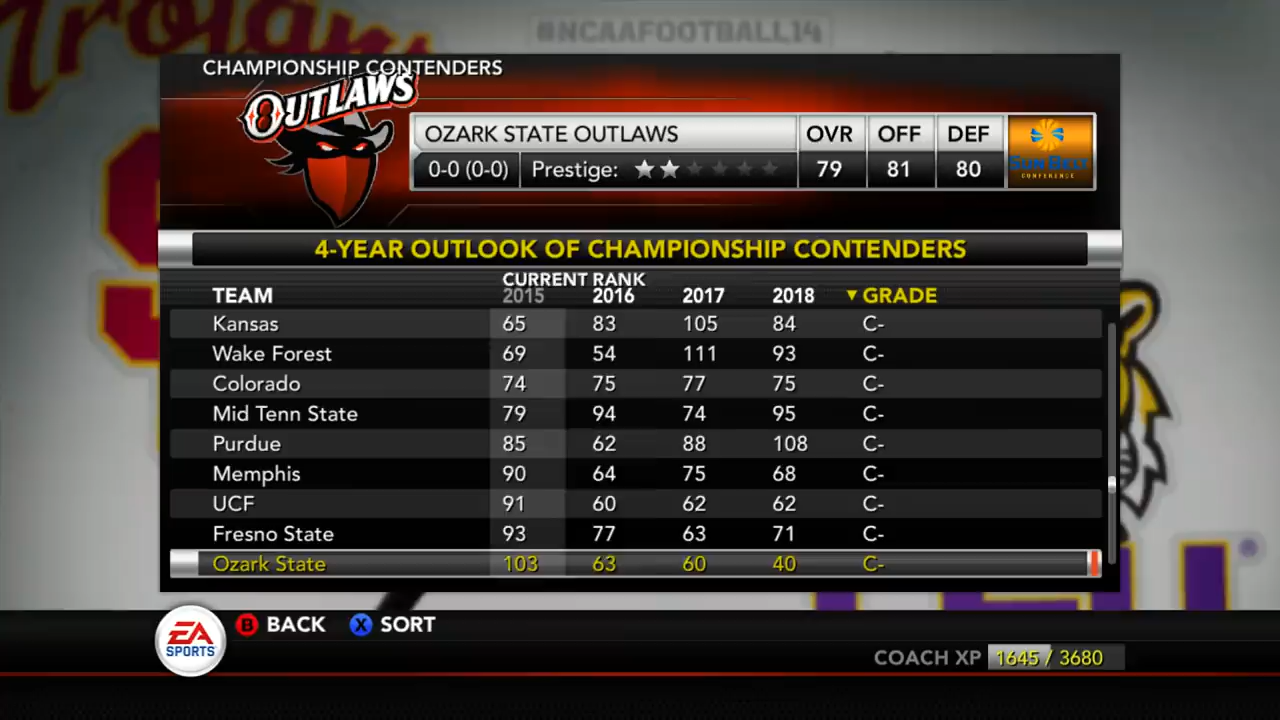 #NCAAFOOTBALL14
Trojans
CHAMPIONSHIP CONTENDERS
OUTLAWS
OZARK STATE OUTLAWS OVR OFF DEF
0-0 (0-0) Prestige: 79 81 80
SUN BELT
CONFERENCE
4-YEAR OUTLOOK OF CHAMPIONSHIP CONTENDERS
CURRENT RANK
TEAM 2015 2016 2017 2018 GRADE
Kansas 65 83 105 84 C-
Wake Forest 69 54 111 93 C-
Colorado 74 75 77 75 C-
Mid Tenn State 79 94 74 95 C-
Purdue 85 62 88 108 C-
Memphis 90 64 75 68 C-
UCF 91 60 62 62 C-
Fresno State 93 77 63 71 C-
Ozark State 103 63 60 40 C-
EA
SPORTS
B BACK X SORT
COACH XP 1645 / 3680